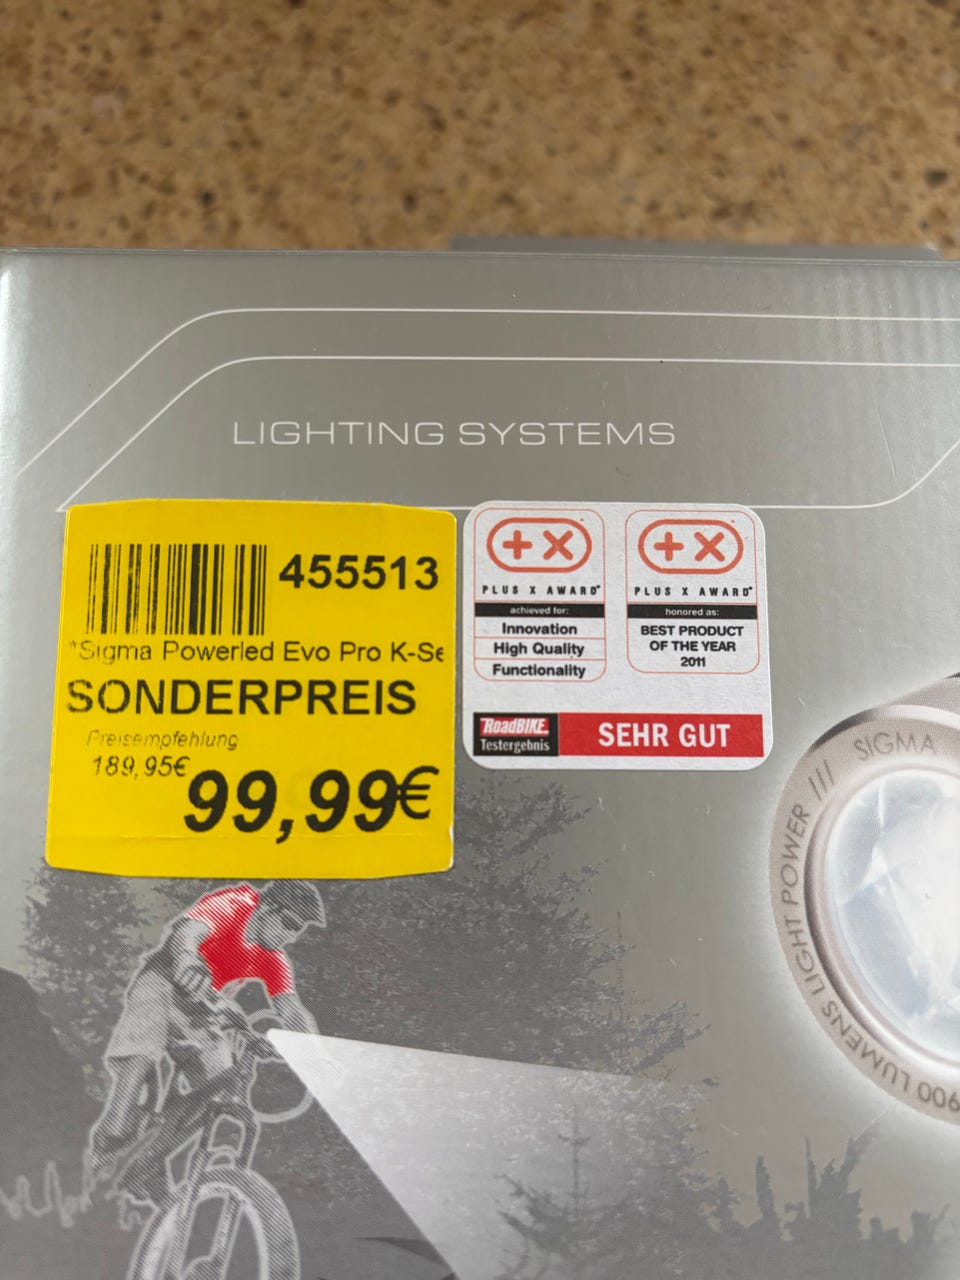 LIGHTING SYSTEMS
455513
*Sigma Powerled Evo Pro K-Se
SONDERPREIS
Preisempfehlung
189,95€
99,99€
+X
PLUS X AWARD
achieved for:
Innovation
High Quality
Functionality
+X
PLUS X AWARD
honored as:
BEST PRODUCT
OF THE YEAR
2011
RoadBIKE
Testergebnis
SEHR GUT
SIGMA
900 LUMENS LIGHT POWER ///